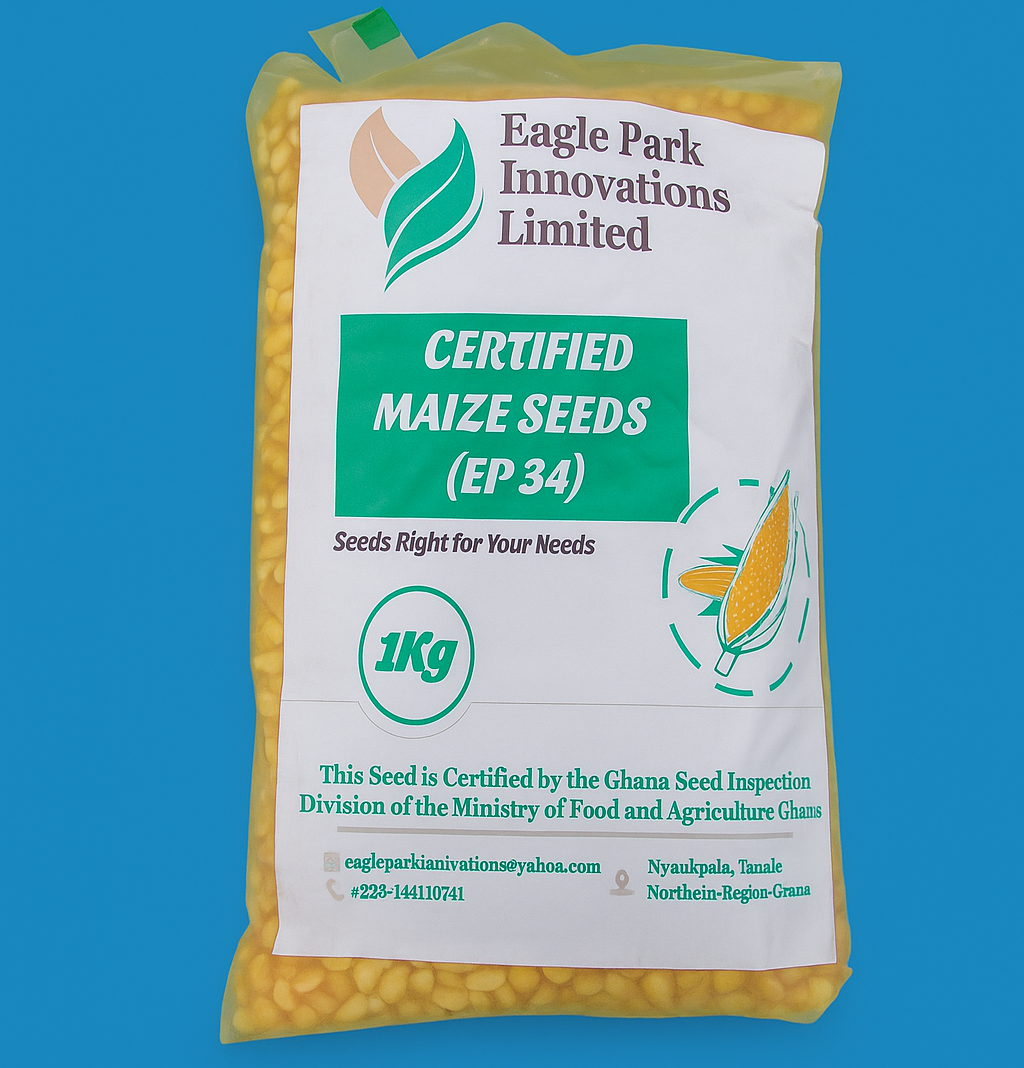 Eagle Park
Innovations
Limited
CERTIFIED
MAIZE SEEDS
(EP 34)
Seeds Right for Your Needs
1Kg
This Seed is Certified by the Ghana Seed Inspection
Division of the Ministry of Food and Agriculture
eagleparkianivations@yahoa.com
Nyaukpala, Tanale
#223-144110741
Northein-Region-Grana